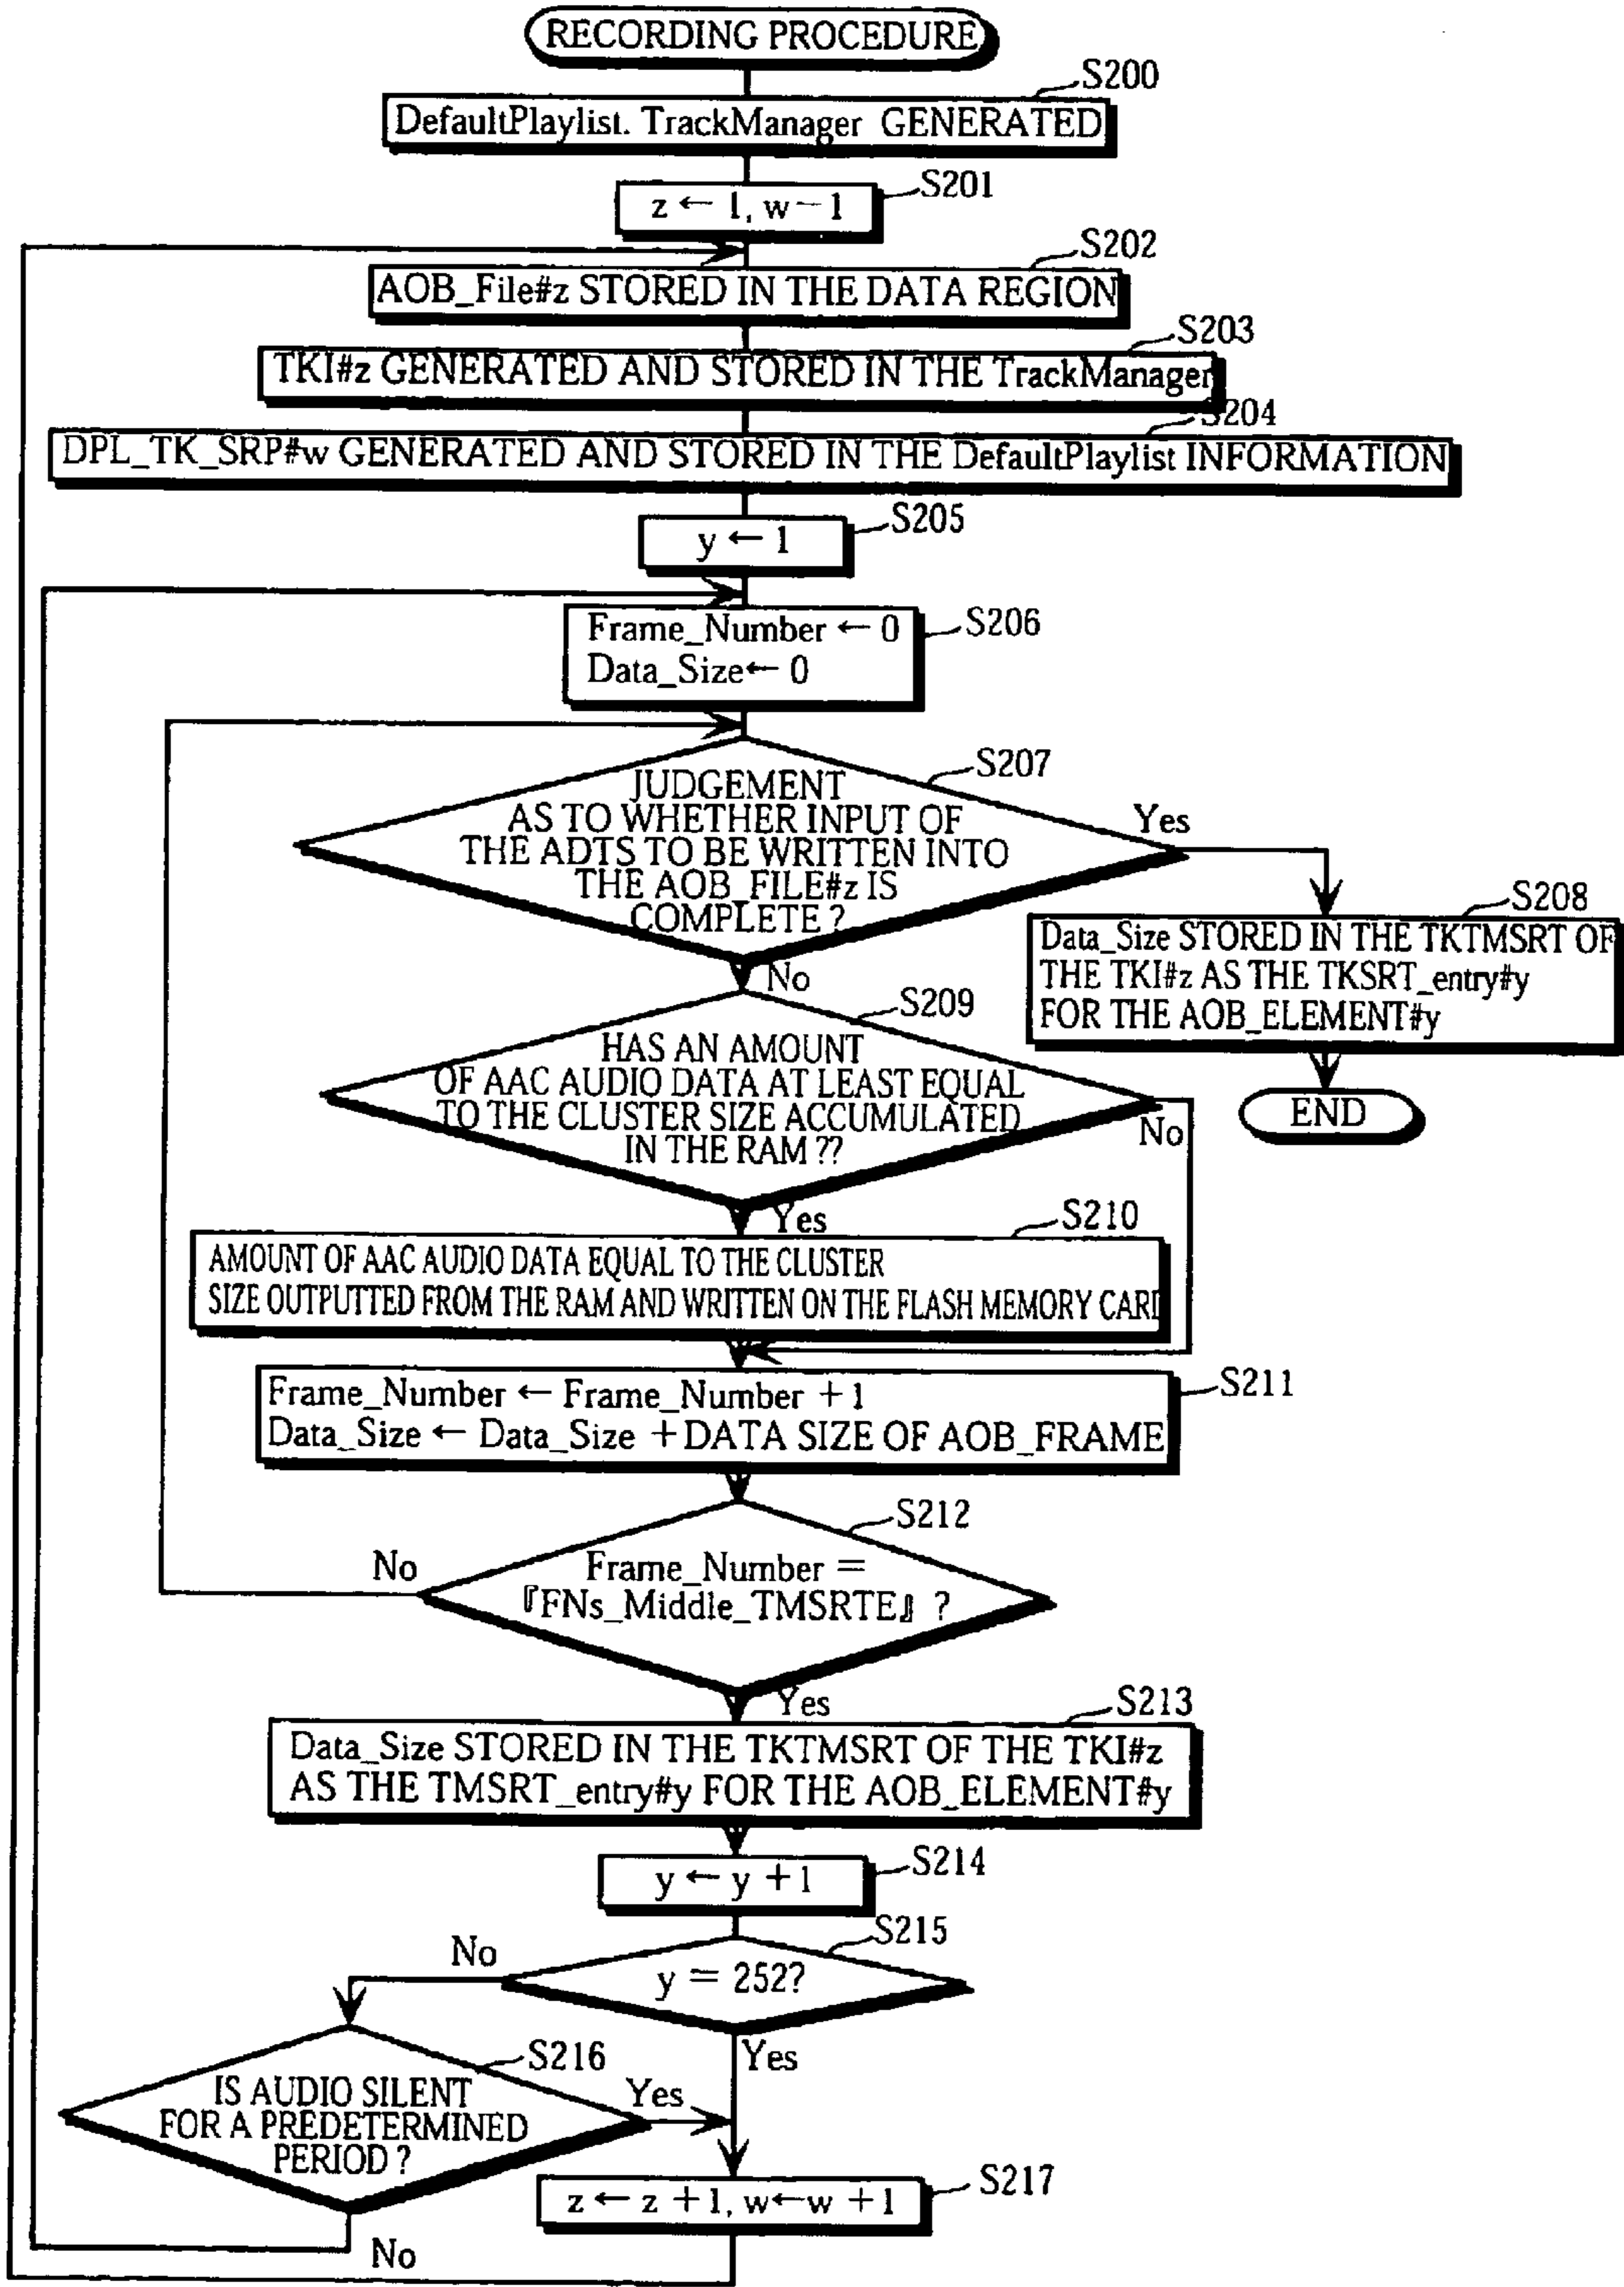 RECORDING PROCEDURE
S200
DefaultPlaylist. TrackManager GENERATED
S201
z ← 1, w−1
S202
AOB_File#z STORED IN THE DATA REGION
S203
TKI#z GENERATED AND STORED IN THE TrackManager
S204
DPL_TK_SRP#w GENERATED AND STORED IN THE DefaultPlaylist INFORMATION
S205
y ← 1
S206
Frame_Number ← 0
Data_Size← 0
S207
JUDGEMENT
AS TO WHETHER INPUT OF
THE ADTS TO BE WRITTEN INTO
THE AOB_FILE#z IS
COMPLETE ?
Yes
No
S208
Data_Size STORED IN THE TKTMSRT OF
THE TKI#z AS THE TKSRT_entry#y
FOR THE AOB_ELEMENT#y
END
S209
HAS AN AMOUNT
OF AAC AUDIO DATA AT LEAST EQUAL
TO THE CLUSTER SIZE ACCUMULATED
IN THE RAM ??
No
Yes
S210
AMOUNT OF AAC AUDIO DATA EQUAL TO THE CLUSTER
SIZE OUTPUTTED FROM THE RAM AND WRITTEN ON THE FLASH MEMORY CARD
S211
Frame_Number ← Frame_Number +1
Data_Size ← Data_Size +DATA SIZE OF AOB_FRAME
S212
Frame_Number =
『FNs_Middle_TMSRTE』 ?
No
Yes
S213
Data_Size STORED IN THE TKTMSRT OF THE TKI#z
AS THE TMSRT_entry#y FOR THE AOB_ELEMENT#y
S214
y ← y +1
S215
y = 252?
No
Yes
S216
IS AUDIO SILENT
FOR A PREDETERMINED
PERIOD ?
Yes
No
S217
z ← z +1, w←w +1